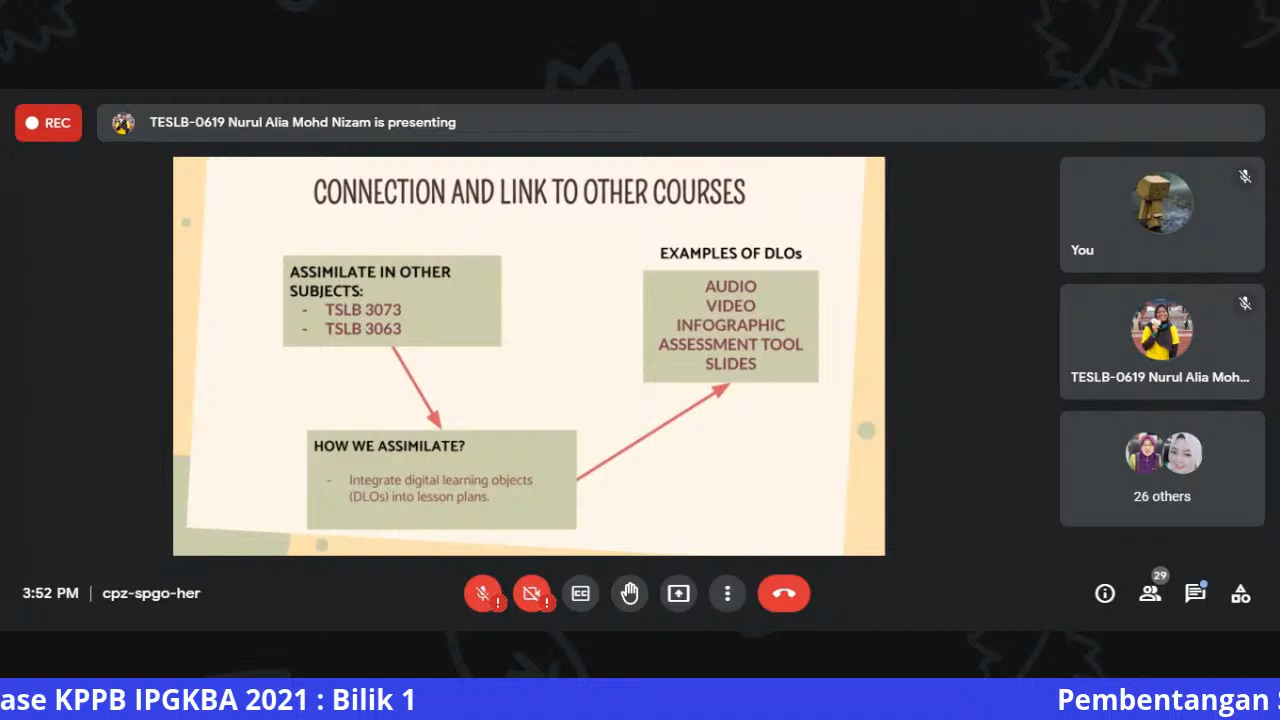 REC
TESLB-0619 Nurul Alia Mohd Nizam is presenting
CONNECTION AND LINK TO OTHER COURSES
ASSIMILATE IN OTHER
SUBJECTS:
- TSLB 3073
- TSLB 3063
EXAMPLES OF DLOs
AUDIO
VIDEO
INFOGRAPHIC
ASSESSMENT TOOL
SLIDES
HOW WE ASSIMILATE?
- Integrate digital learning objects
(DLOs) into lesson plans.
You
TESLB-0619 Nurul Alia Moh...
26 others
3:52 PM | cpz-spgo-her
29
ase KPPB IPGKBA 2021 : Bilik 1
Pembentangan